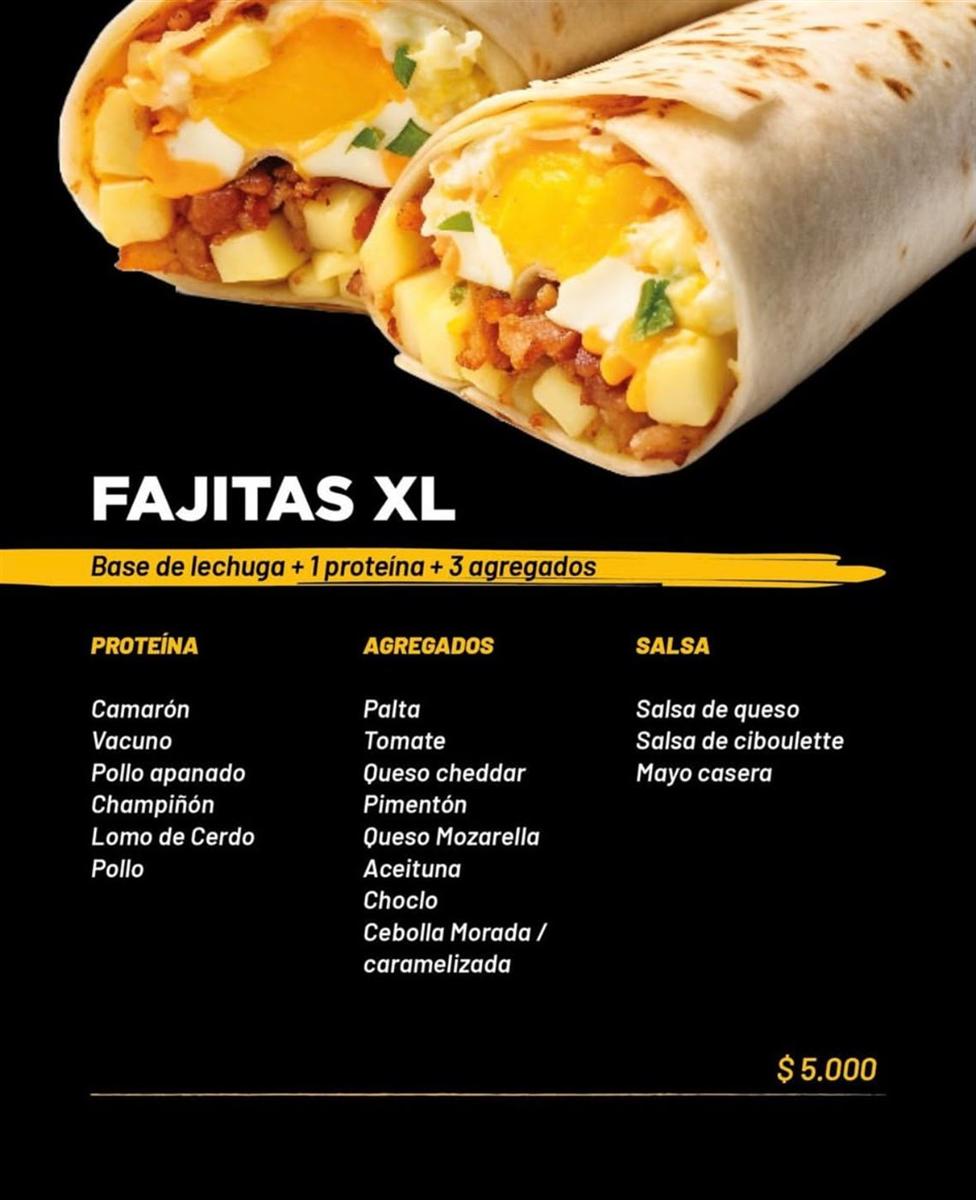 FAJITAS XL
Base de lechuga + 1 proteína + 3 agregados
PROTEÍNA
Camarón
Vacuno
Pollo apanado
Champiñón
Lomo de Cerdo
Pollo
AGREGADOS
Palta
Tomate
Queso cheddar
Pimentón
Queso Mozarella
Aceituna
Choclo
Cebolla Morada /
caramelizada
SALSA
Salsa de queso
Salsa de ciboulette
Mayo casera
$ 5.000